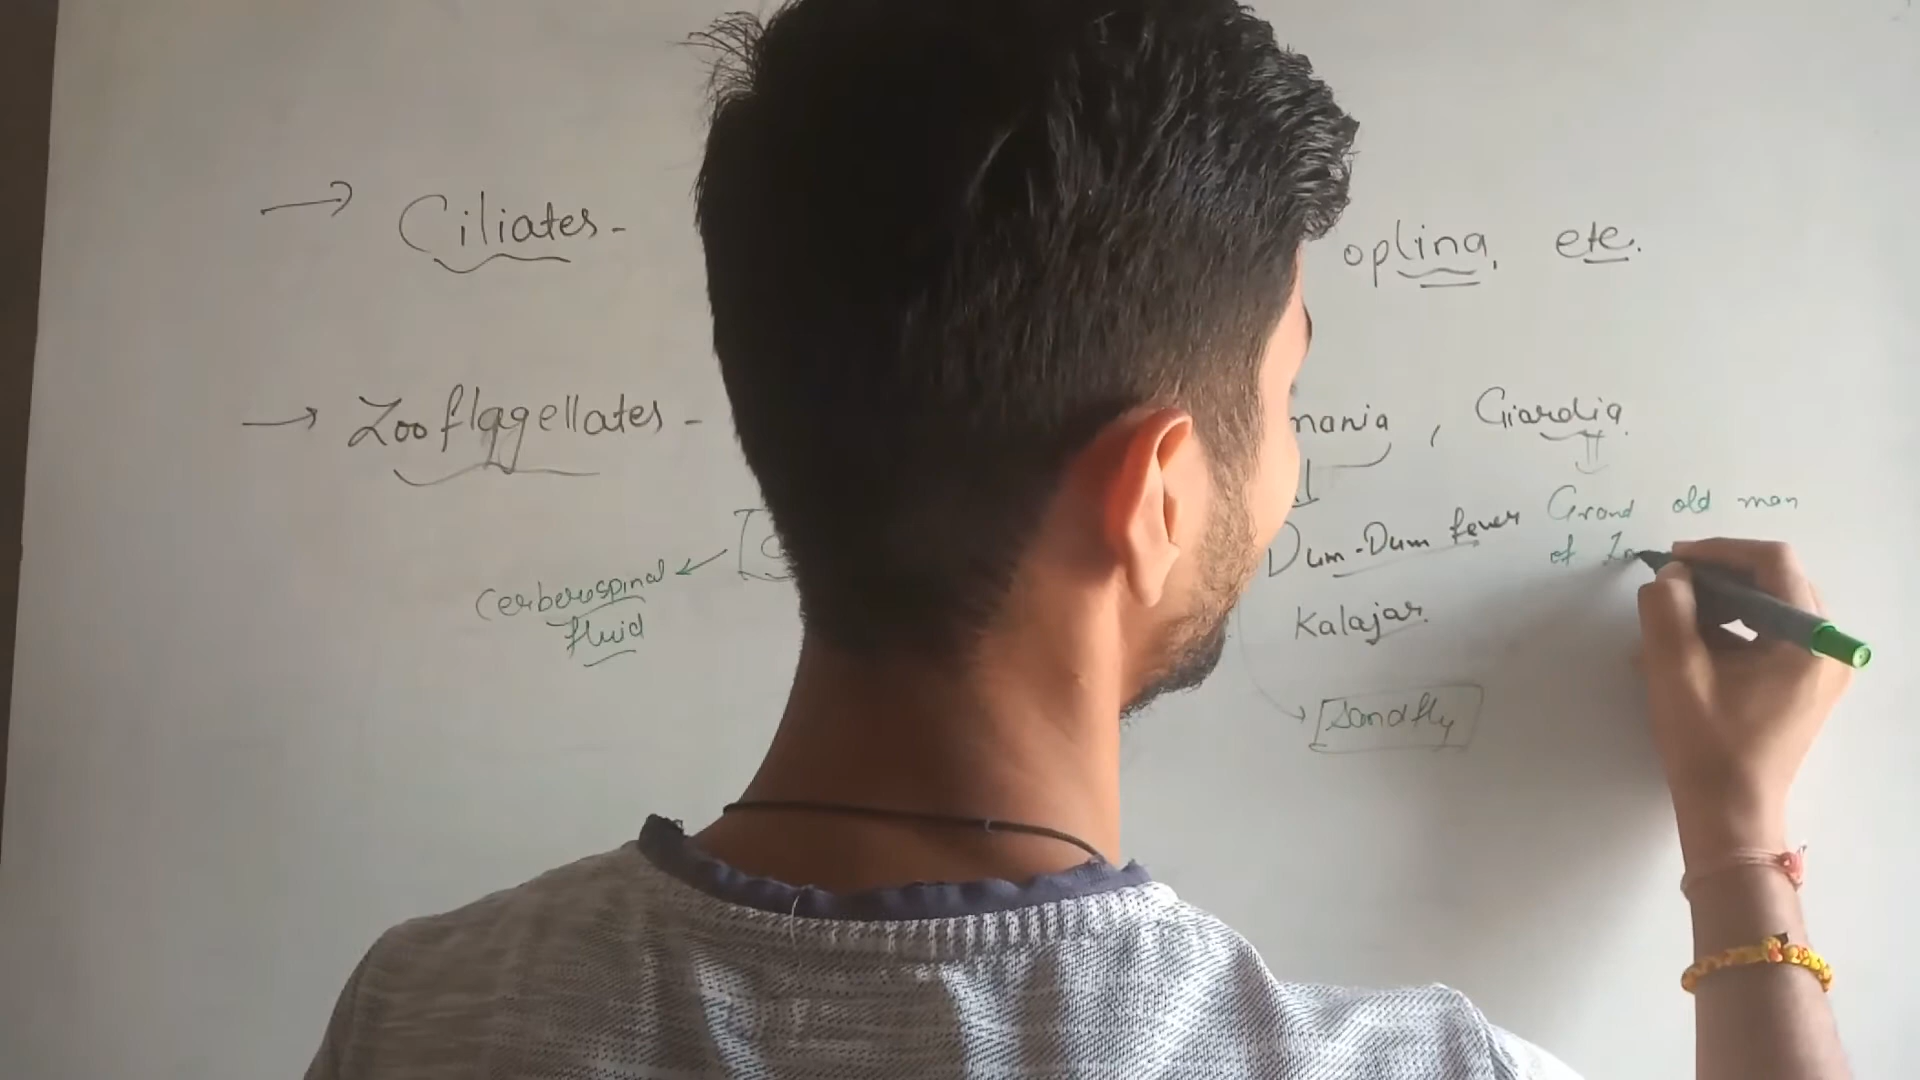 → Ciliates - oplina, etc.
→ Zooflagellates - mania, Giardia.
Dum-Dum fever Grand old man
of
Cerberospinal
fluid
Kalajar.
Sandfly